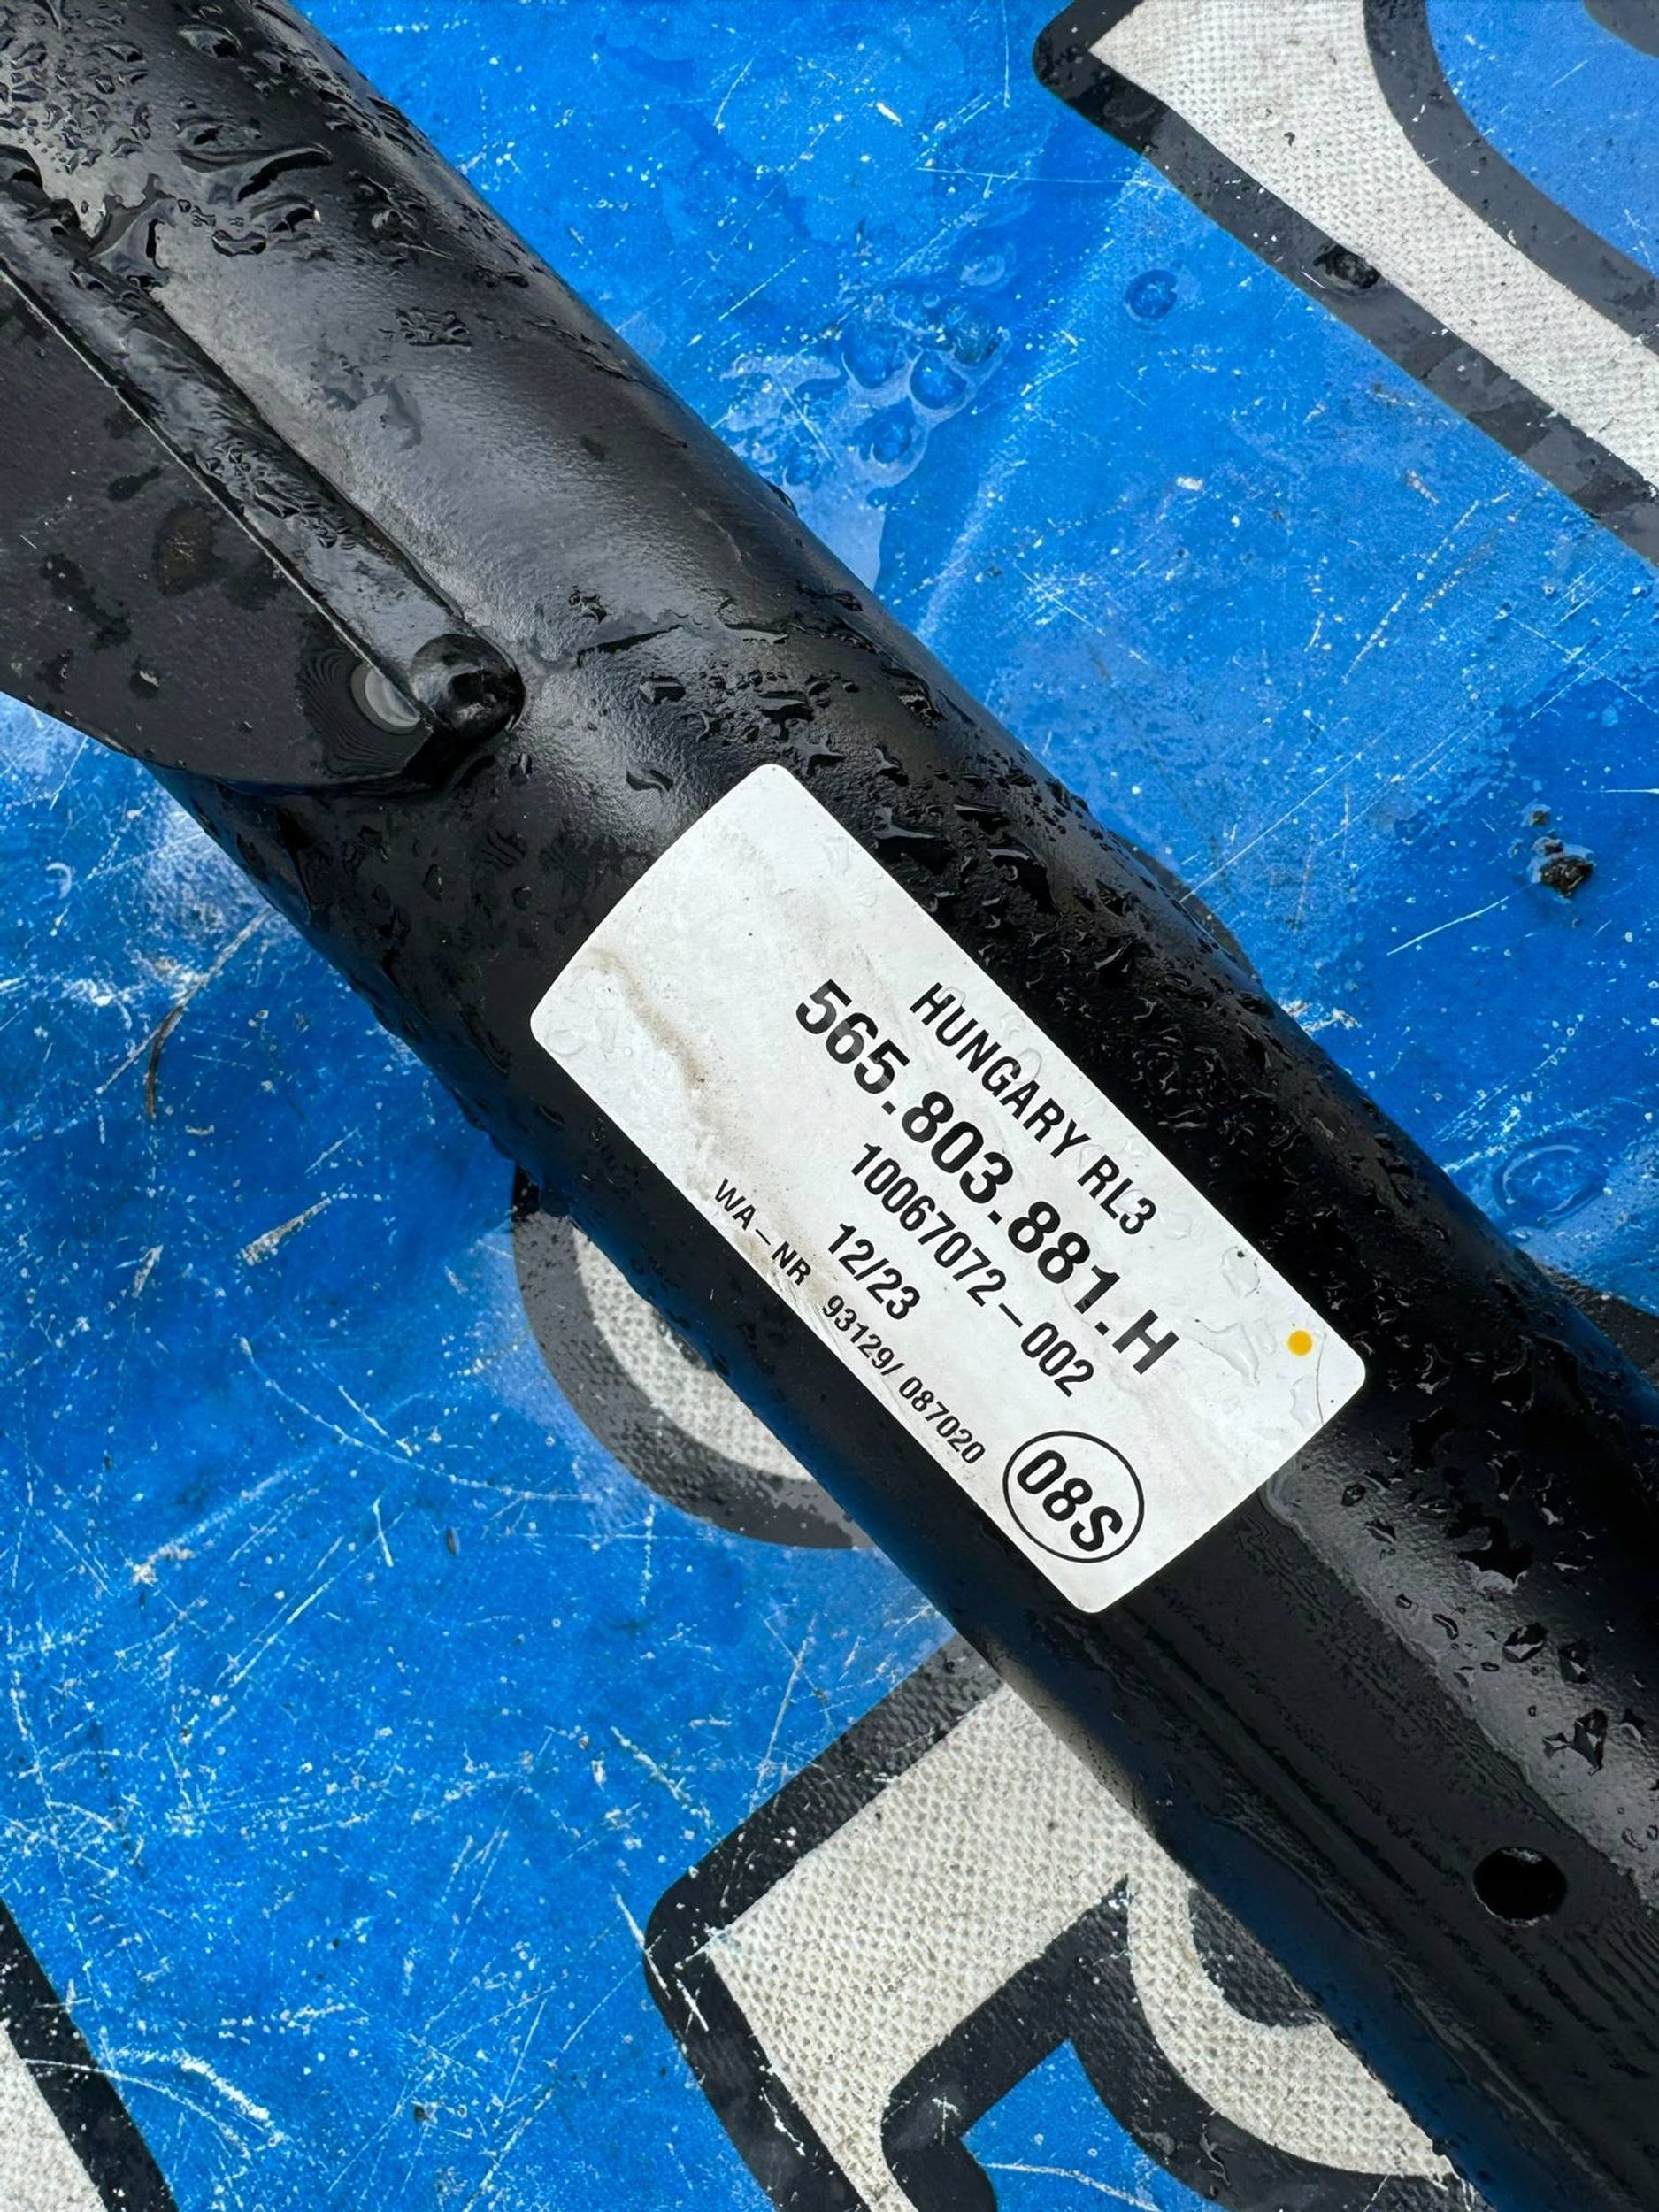 HUNGARY RL3
565.803.881.H
10067072-002
12/23
WA-NR 93129/087020
08S